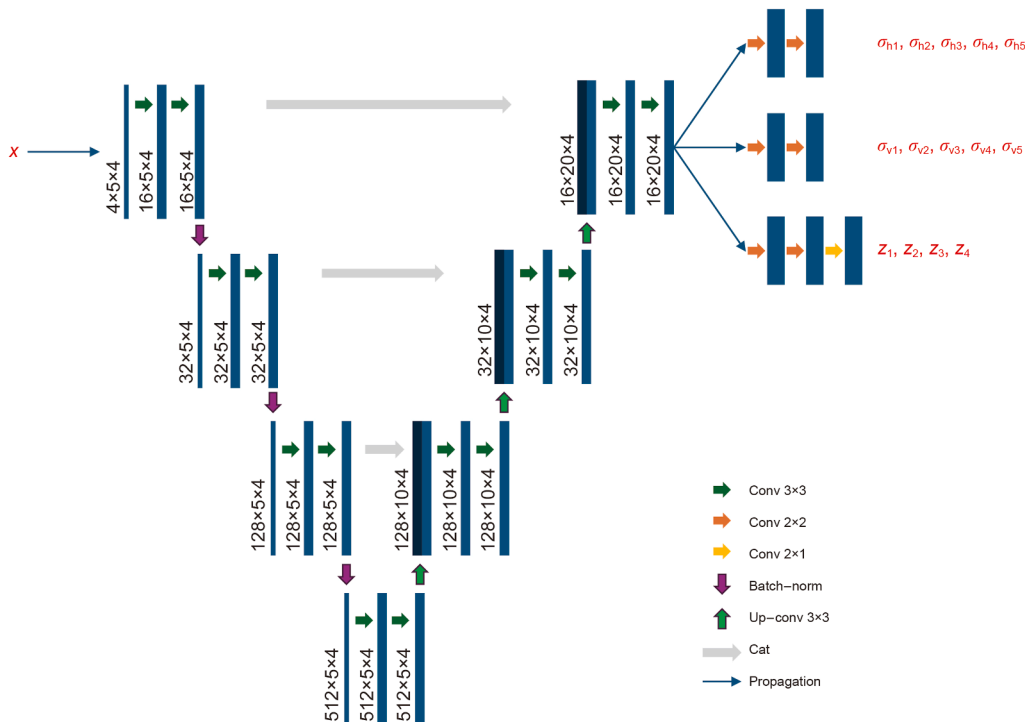 σh1, σh2, σh3, σh4, σh5
x
4×5×4
16×5×4
16×5×4
16×20×4
16×20×4
16×20×4
σv1, σv2, σv3, σv4, σv5
z1, z2, z3, z4
32×5×4
32×5×4
32×5×4
32×10×4
32×10×4
32×10×4
128×5×4
128×5×4
128×5×4
128×10×4
128×10×4
128×10×4
512×5×4
512×5×4
512×5×4
Conv 3×3
Conv 2×2
Conv 2×1
Batch–norm
Up–conv 3×3
Cat
Propagation